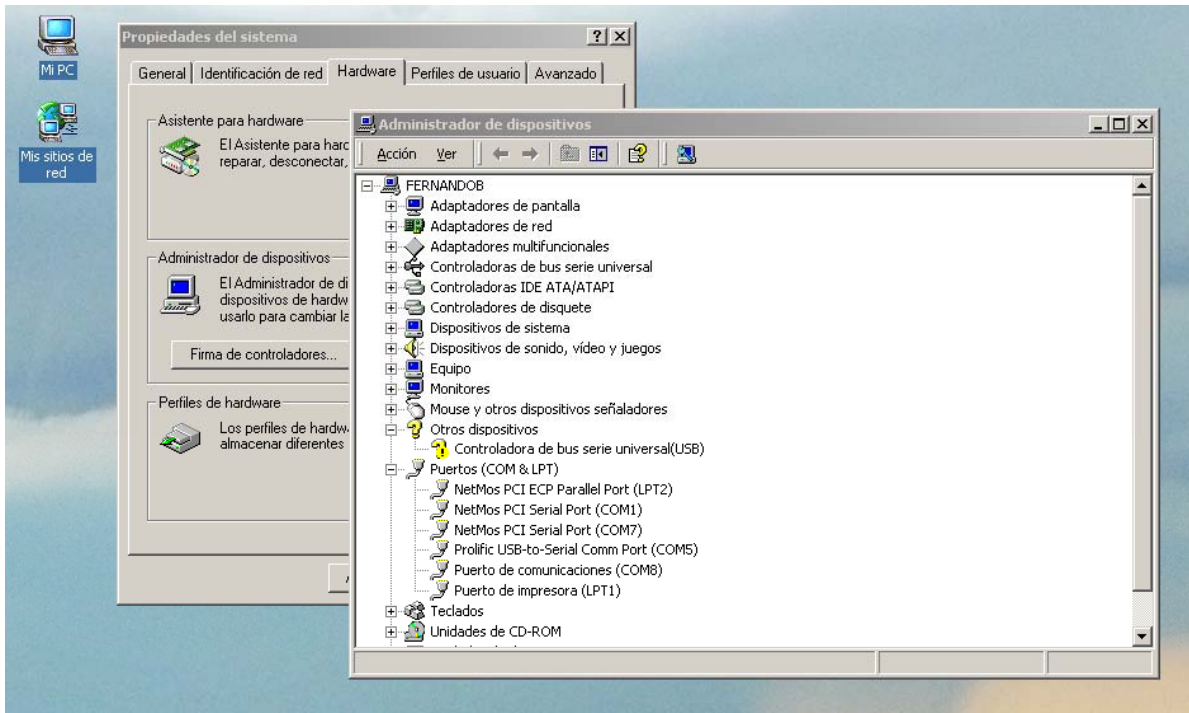 Mi PC
Mis sitios de
red
Propiedades del sistema
General
Identificación de red
Hardware
Perfiles de usuario
Avanzado
Asistente para hardware
El Asistente para hard
reparar, desconectar,
Administrador de dispositivos
El Administrador de di
dispositivos de hardw
usarlo para cambiar la
Firma de controladores...
Perfiles de hardware
Los perfiles de hardw
almacenar diferentes
Administrador de dispositivos
Acción Ver
FERNANDOB
Adaptadores de pantalla
Adaptadores de red
Adaptadores multifuncionales
Controladoras de bus serie universal
Controladoras IDE ATA/ATAPI
Controladores de disquete
Dispositivos de sistema
Dispositivos de sonido, vídeo y juegos
Equipo
Monitores
Mouse y otros dispositivos señaladores
Otros dispositivos
Controladora de bus serie universal(USB)
Puertos (COM & LPT)
NetMos PCI ECP Parallel Port (LPT2)
NetMos PCI Serial Port (COM1)
NetMos PCI Serial Port (COM7)
Prolific USB-to-Serial Comm Port (COM5)
Puerto de comunicaciones (COM8)
Puerto de impresora (LPT1)
Teclados
Unidades de CD-ROM